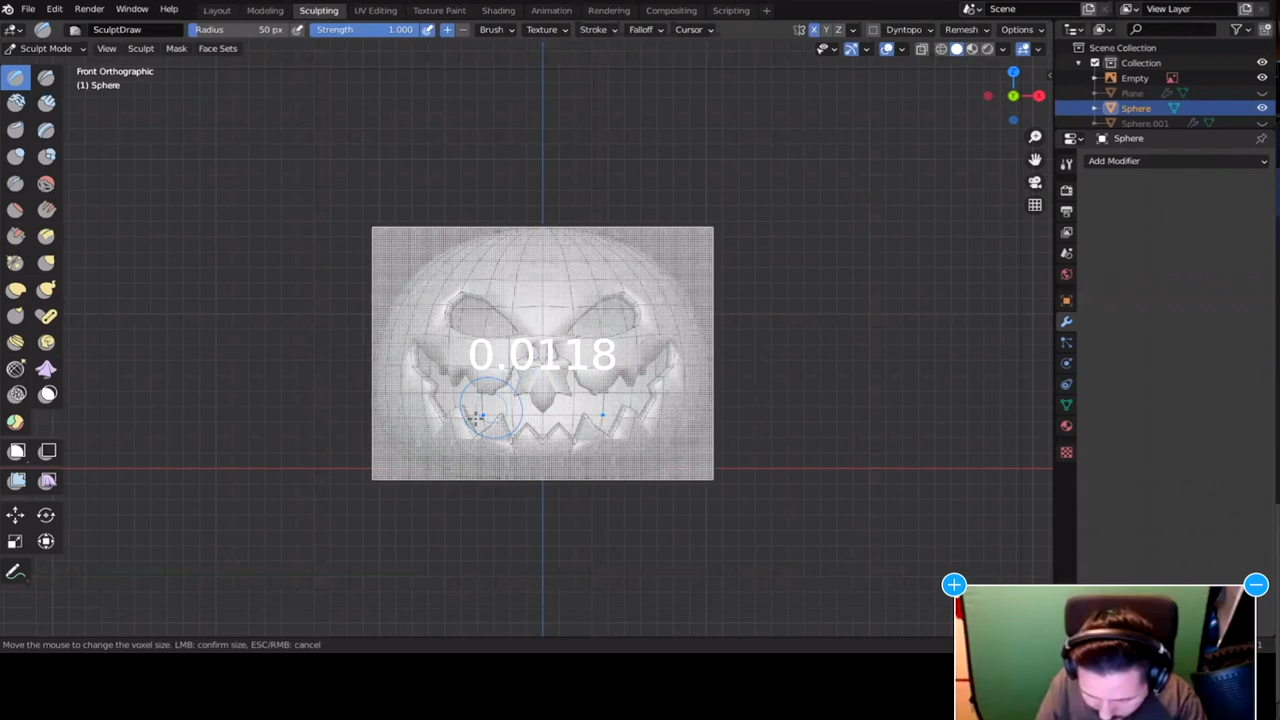 File Edit Render Window Help Layout Modeling Sculpting UV Editing Texture Paint Shading Animation Rendering Compositing Scripting + Scene View Layer
SculptDraw Radius 50 px Strength 1.000 + − Brush Texture Stroke Falloff Cursor X Y Z Dyntopo Remesh Options
Sculpt Mode View Sculpt Mask Face Sets
Scene Collection
Collection
Empty
Plane
Sphere
Sphere.001
Front Orthographic
(1) Sphere
Z
Y
X
Sphere
Add Modifier
0.0118
Move the mouse to change the voxel size. LMB: confirm size, ESC/RMB: cancel